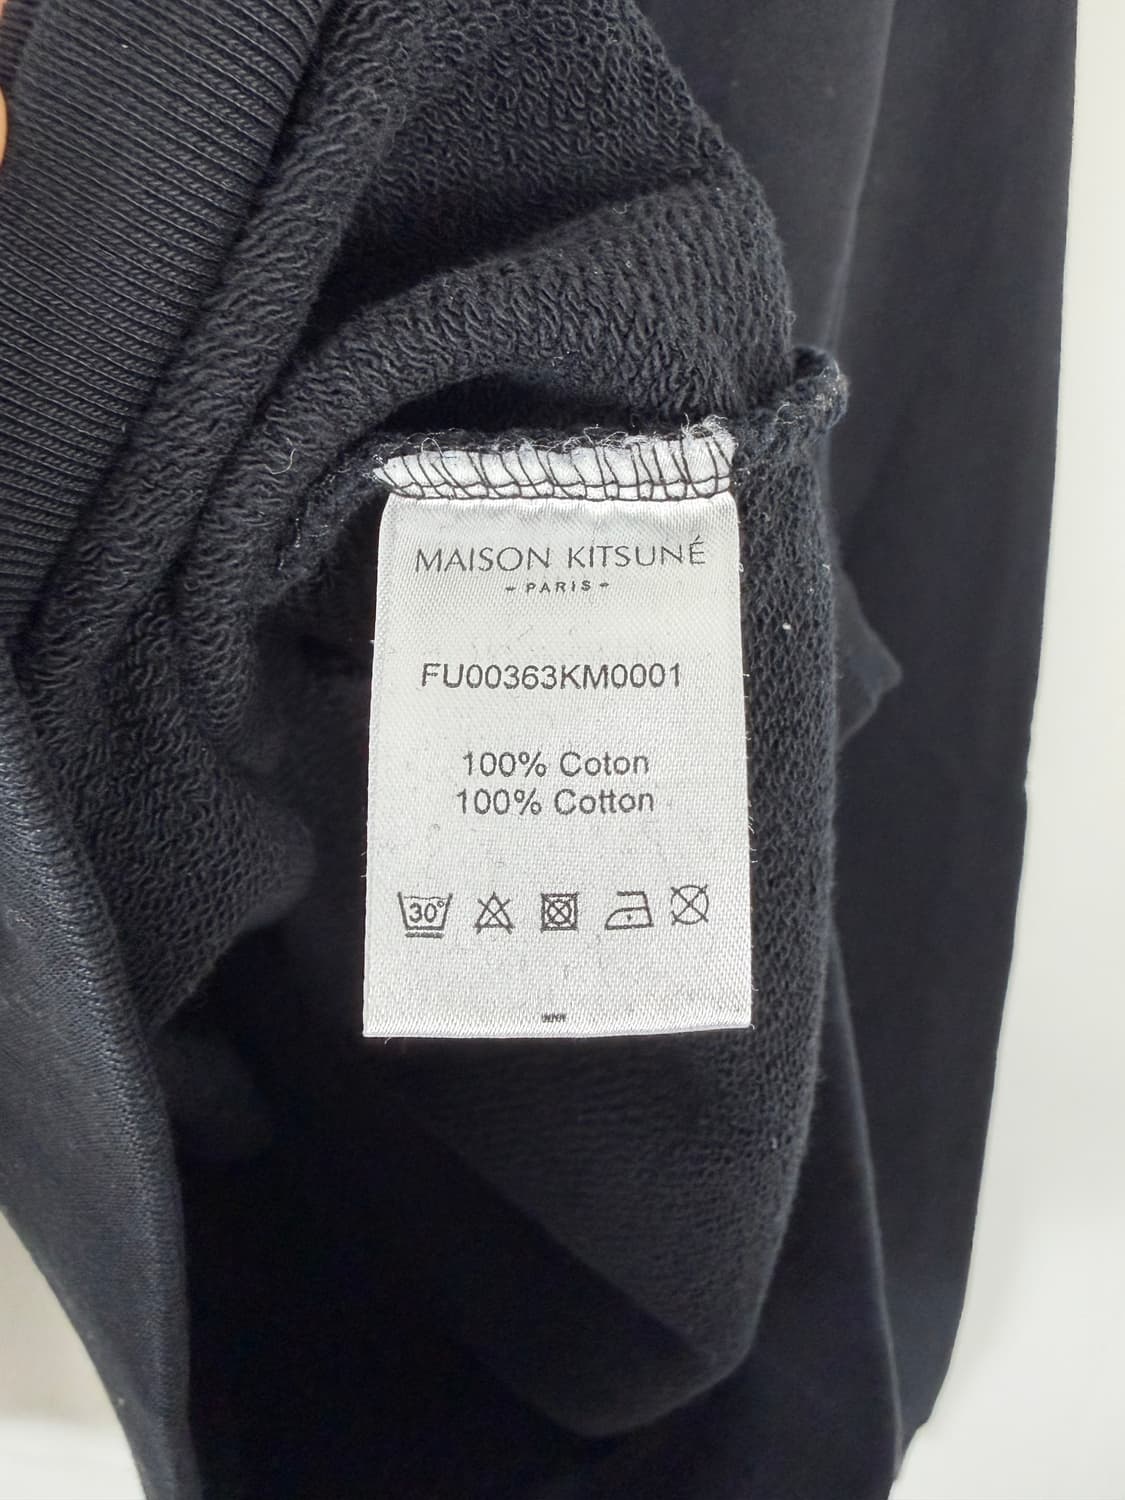 MAISON KITSUNÉ
- PARIS -
FU00363KM0001
100% Coton
100% Cotton
30°